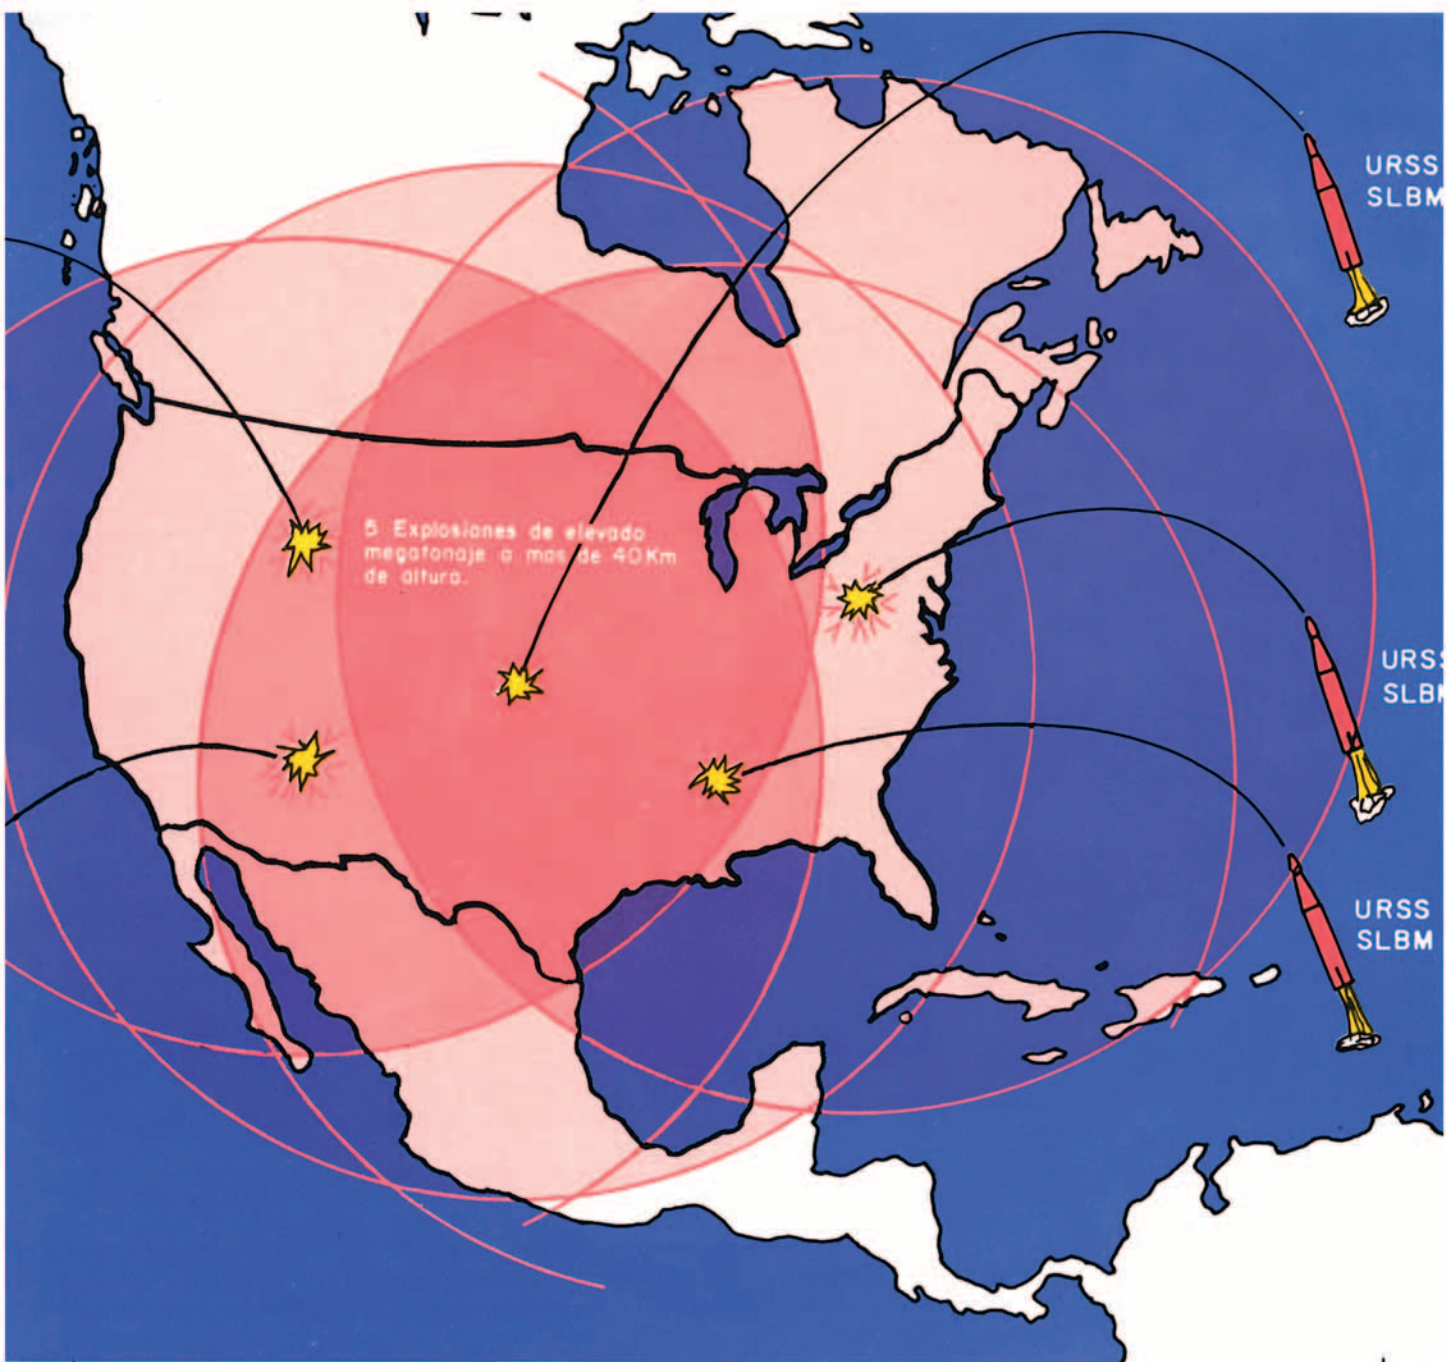 URSS
SLBM
5 Explosiones de elevado
megatonaje a mas de 40Km
de altura.
URSS
SLBM
URSS
SLBM